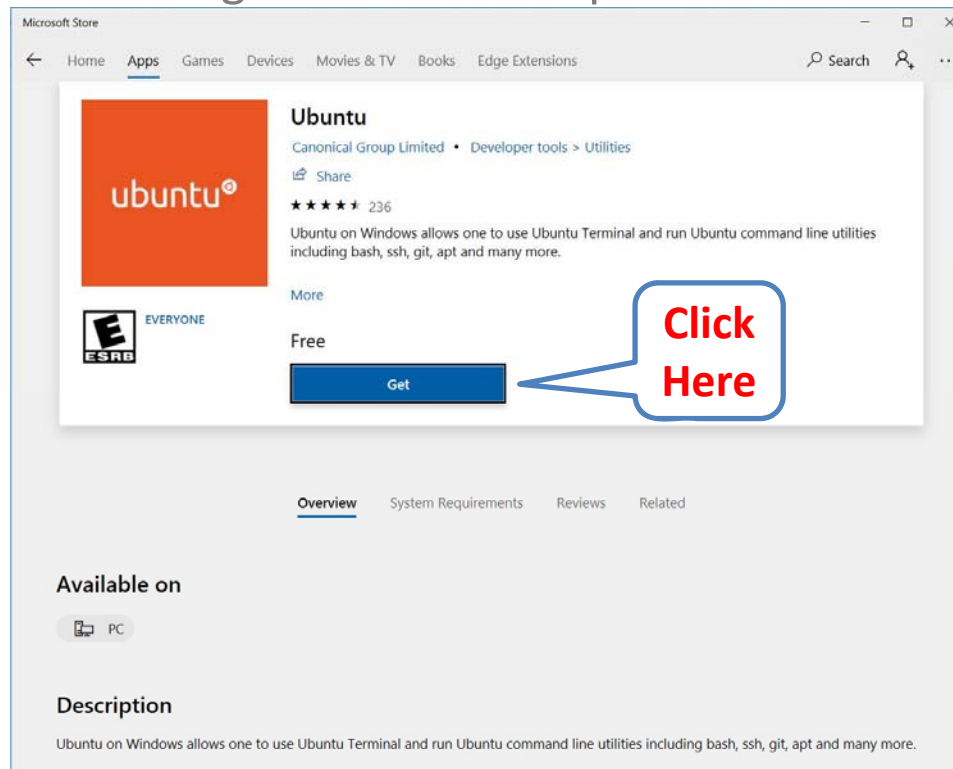 Microsoft Store
Home Apps Games Devices Movies & TV Books Edge Extensions Search
Ubuntu
Canonical Group Limited • Developer tools > Utilities
Share
ubuntu
236
Ubuntu on Windows allows one to use Ubuntu Terminal and run Ubuntu command line utilities
including bash, ssh, git, apt and many more.
More
E EVERYONE
ESRB
Free
Get
Click
Here
Overview System Requirements Reviews Related
Available on
PC
Description
Ubuntu on Windows allows one to use Ubuntu Terminal and run Ubuntu command line utilities including bash, ssh, git, apt and many more.